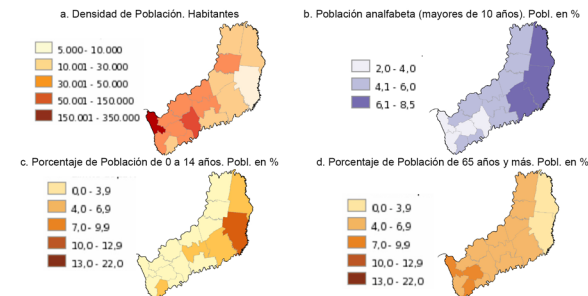 a. Densidad de Población. Habitantes
5.000 - 10.000
10.001 - 30.000
30.001 - 50.000
50.001 - 150.000
150.001 - 350.000
b. Población analfabeta (mayores de 10 años). Pobl. en %
2,0 - 4,0
4,1 - 6,0
6,1 - 8,5
c. Porcentaje de Población de 0 a 14 años. Pobl. en %
0,0 - 3,9
4,0 - 6,9
7,0 - 9,9
10,0 - 12,9
13,0 - 22,0
d. Porcentaje de Población de 65 años y más. Pobl. en %
0,0 - 3,9
4,0 - 6,9
7,0 - 9,9
10,0 - 12,9
13,0 - 22,0